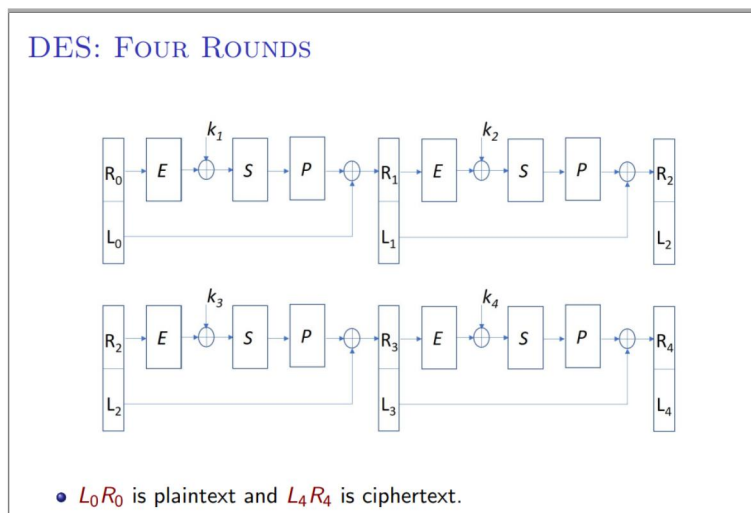 DES: FOUR ROUNDS
k1 k2
R0 E S P R1 E S P R2
L0 L1 L2
k3 k4
R2 E S P R3 E S P R4
L2 L3 L4
L0R0 is plaintext and L4R4 is ciphertext.